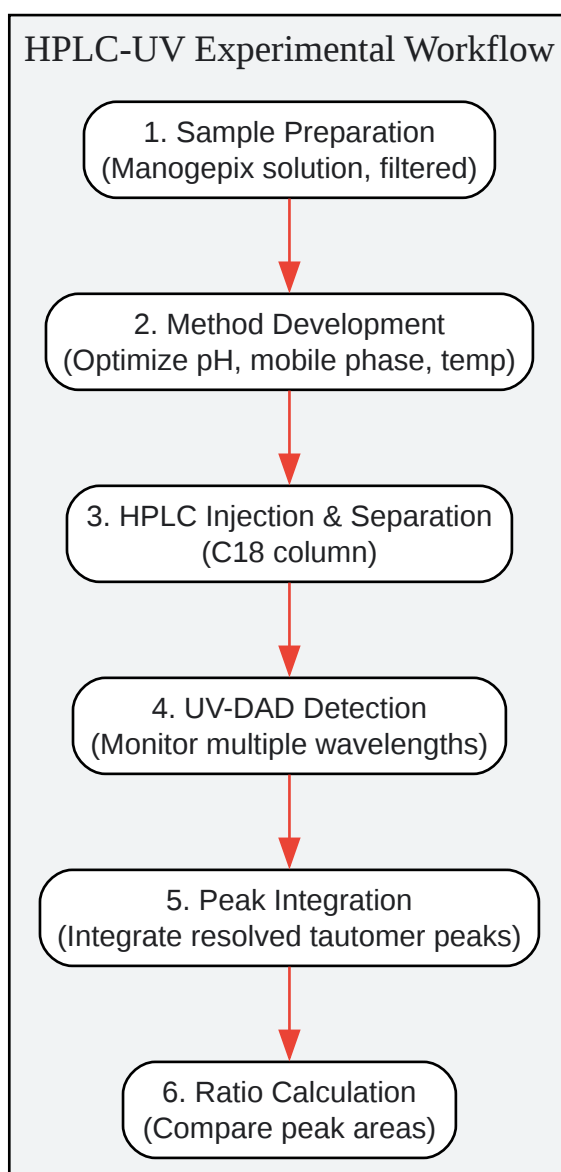 HPLC-UV Experimental Workflow
1. Sample Preparation
(Manogepix solution, filtered)
2. Method Development
(Optimize pH, mobile phase, temp)
3. HPLC Injection & Separation
(C18 column)
4. UV-DAD Detection
(Monitor multiple wavelengths)
5. Peak Integration
(Integrate resolved tautomer peaks)
6. Ratio Calculation
(Compare peak areas)